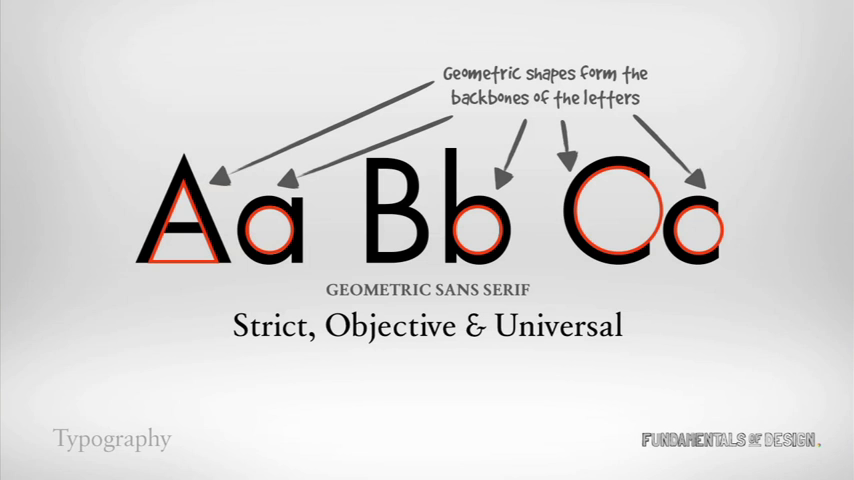 Geometric shapes form the
backbones of the letters
Aa Bb Cc
GEOMETRIC SANS SERIF
Strict, Objective & Universal
Typography
FUNDAMENTALS OF DESIGN.